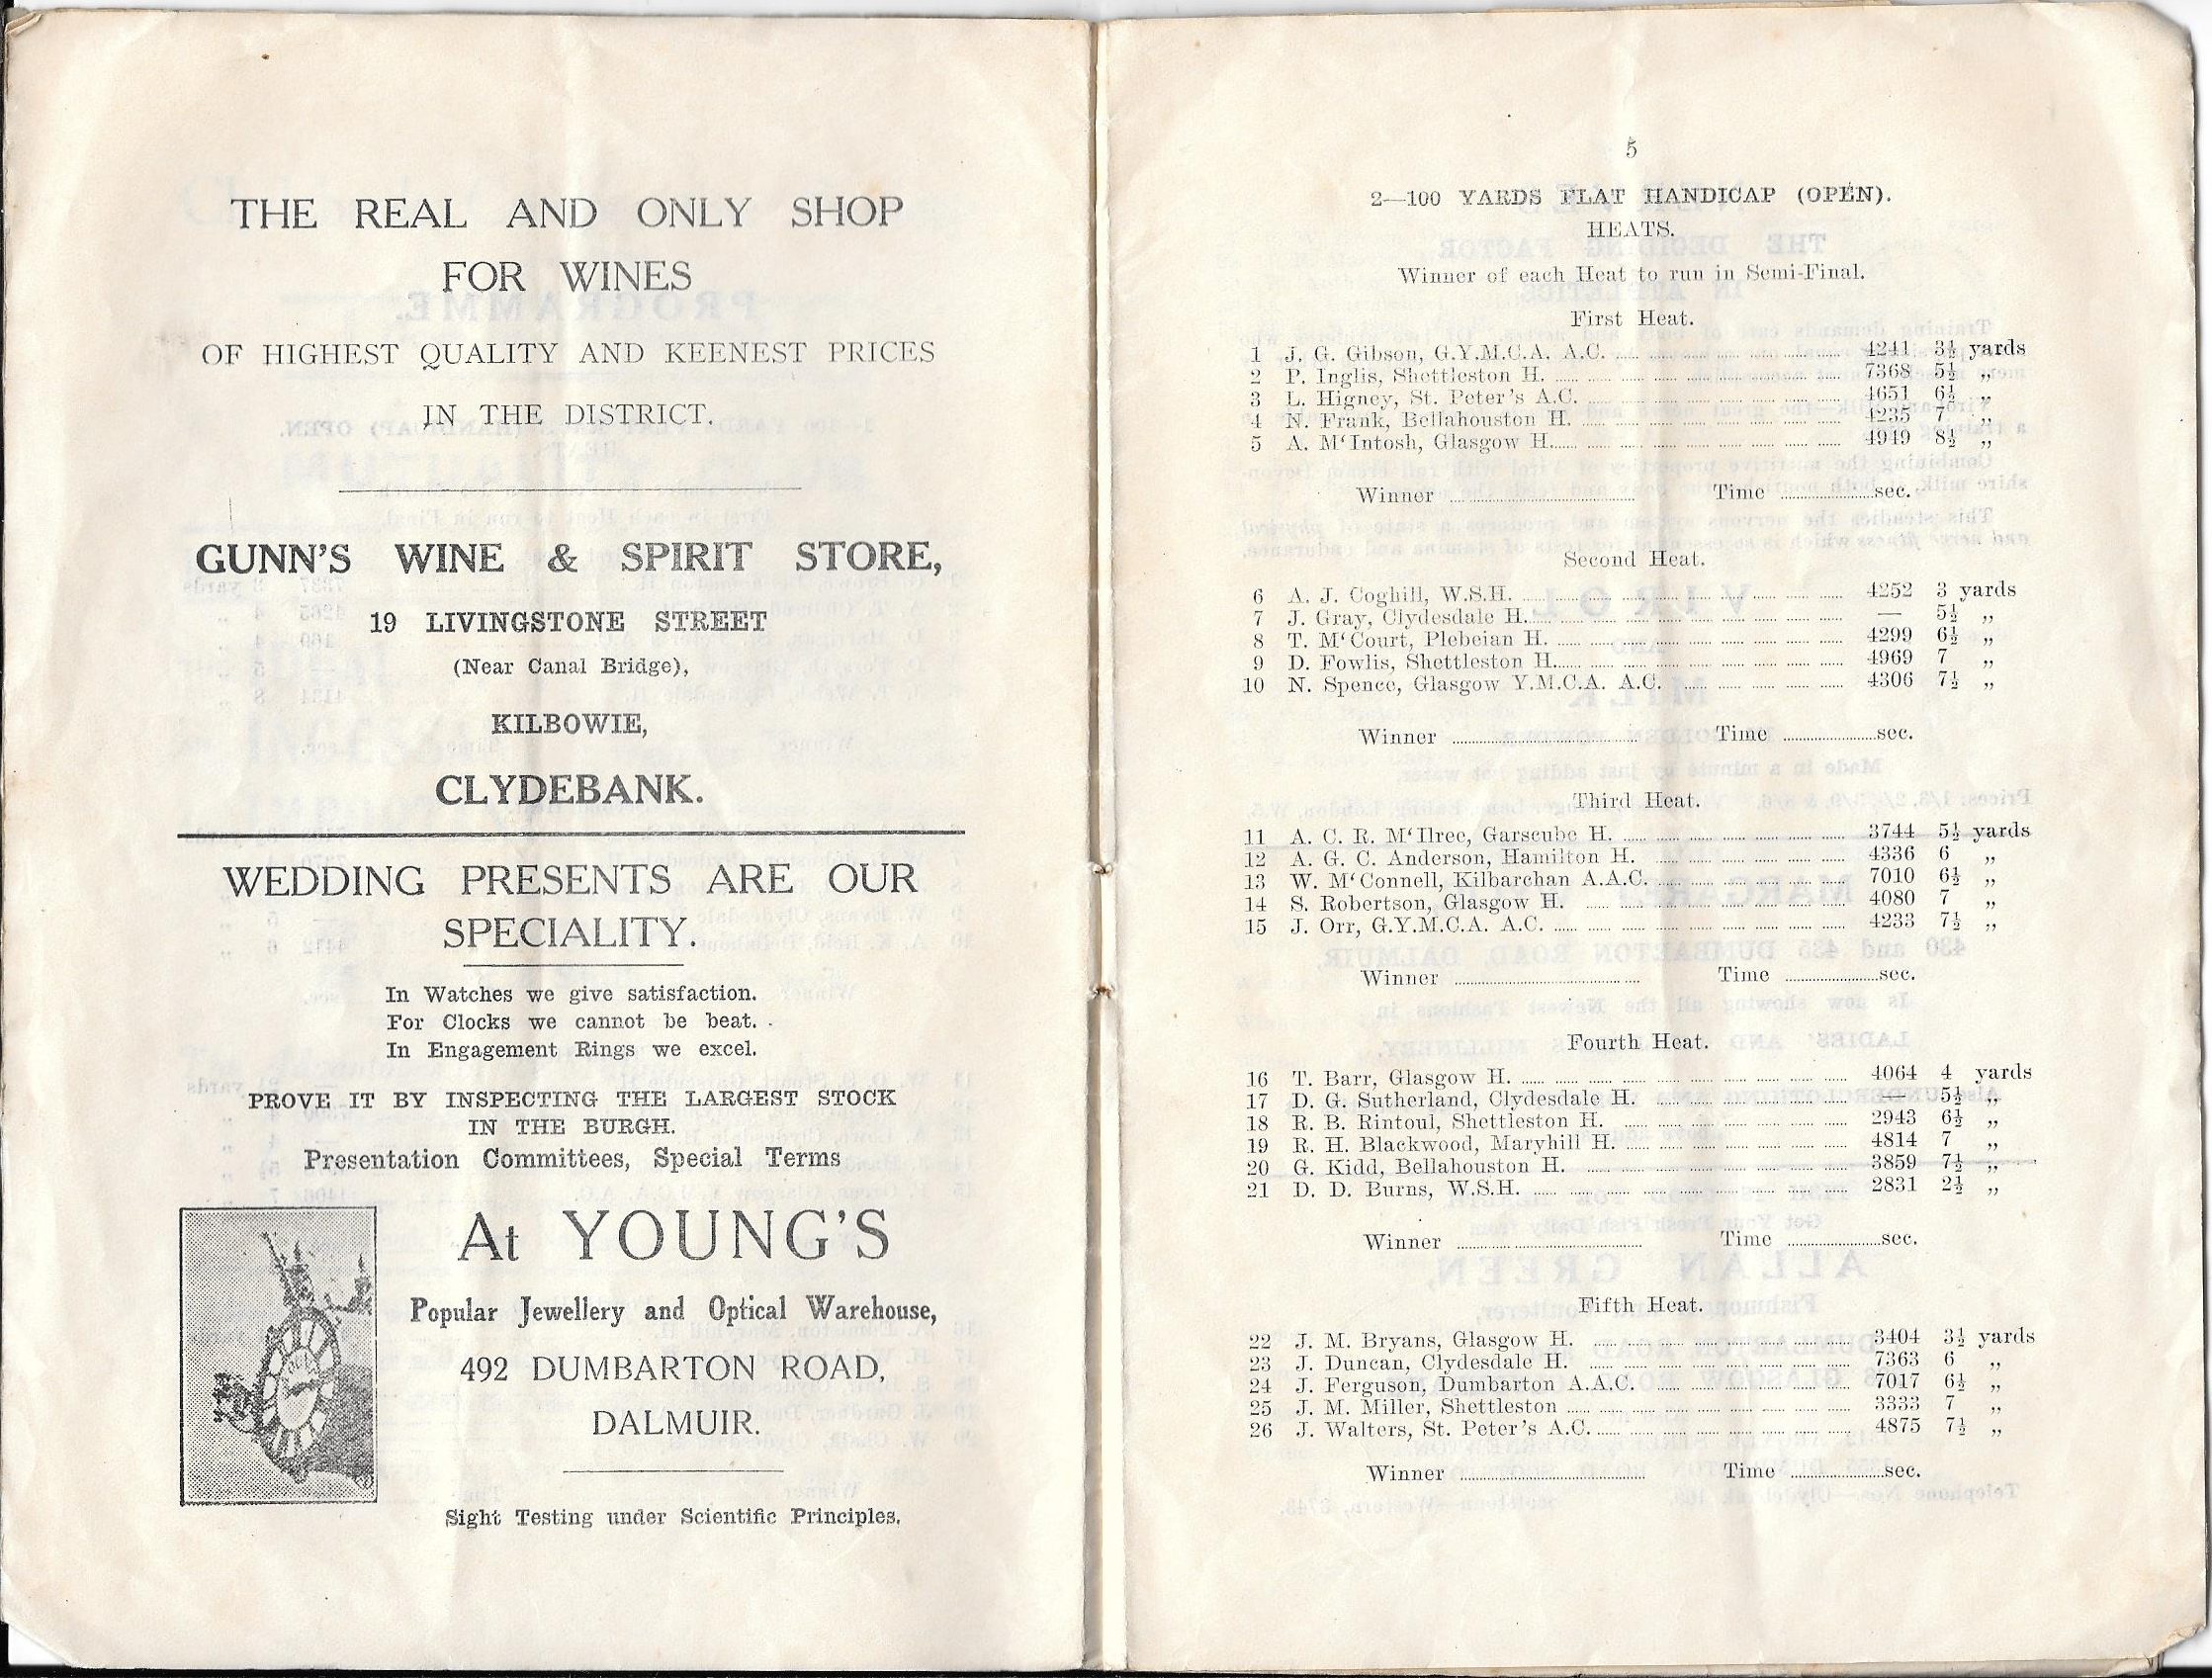 THE REAL AND ONLY SHOP
FOR WINES
OF HIGHEST QUALITY AND KEENEST PRICES
IN THE DISTRICT.
GUNN'S WINE & SPIRIT STORE,
19 LIVINGSTONE STREET
(Near Canal Bridge),
KILBOWIE,
CLYDEBANK.
WEDDING PRESENTS ARE OUR
SPECIALITY.
In Watches we give satisfaction.
For Clocks we cannot be beat.
In Engagement Rings we excel.
PROVE IT BY INSPECTING THE LARGEST STOCK
IN THE BURGH.
Presentation Committees, Special Terms
At YOUNG'S
Popular Jewellery and Optical Warehouse,
492 DUMBARTON ROAD,
DALMUIR.
Sight Testing under Scientific Principles.
5
2—100 YARDS FLAT HANDICAP (OPEN).
HEATS.
Winner of each Heat to run in Semi-Final.
First Heat.
1 J. G. Gibson, G.Y.M.C.A. A.C. ........ 4241 3½ yards
2 P. Inglis, Shettleston H. ........ 7368 5½ „
3 L. Higney, St. Peter's A.C. ........ 4651 6½ „
4 N. Frank, Bellahouston H. ........ 4235 7 „
5 A. M‘Intosh, Glasgow H. ........ 4949 8½ „
Winner ........ Time ........sec.
Second Heat.
6 A. J. Coghill, W.S.H. ........ 4252 3 yards
7 J. Gray, Clydesdale H. ........ — 5½ „
8 T. M‘Court, Plebeian H. ........ 4299 6½ „
9 D. Fowlis, Shettleston H. ........ 4969 7 „
10 N. Spence, Glasgow Y.M.C.A. A.C. ........ 4306 7½ „
Winner ........ Time ........sec.
Third Heat.
11 A. C. R. M‘Ilree, Garscube H. ........ 3744 5½ yards
12 A. G. C. Anderson, Hamilton H. ........ 4336 6 „
13 W. M‘Connell, Kilbarchan A.A.C. ........ 7010 6½ „
14 S. Robertson, Glasgow H. ........ 4080 7 „
15 J. Orr, G.Y.M.C.A. A.C. ........ 4233 7½ „
Winner ........ Time ........sec.
Fourth Heat.
16 T. Barr, Glasgow H. ........ 4064 4 yards
17 D. G. Sutherland, Clydesdale H. ........ — 5½ „
18 R. B. Rintoul, Shettleston H. ........ 2943 6½ „
19 R. H. Blackwood, Maryhill H. ........ 4814 7 „
20 G. Kidd, Bellahouston H. ........ 3859 7½ „
21 D. D. Burns, W.S.H. ........ 2831 2½ „
Winner ........ Time ........sec.
Fifth Heat.
22 J. M. Bryans, Glasgow H. ........ 3404 3½ yards
23 J. Duncan, Clydesdale H. ........ 7363 6 „
24 J. Ferguson, Dumbarton A.A.C. ........ 7017 6½ „
25 J. M. Miller, Shettleston ........ 3333 7 „
26 J. Walters, St. Peter's A.C. ........ 4875 7½ „
Winner ........ Time ........sec.